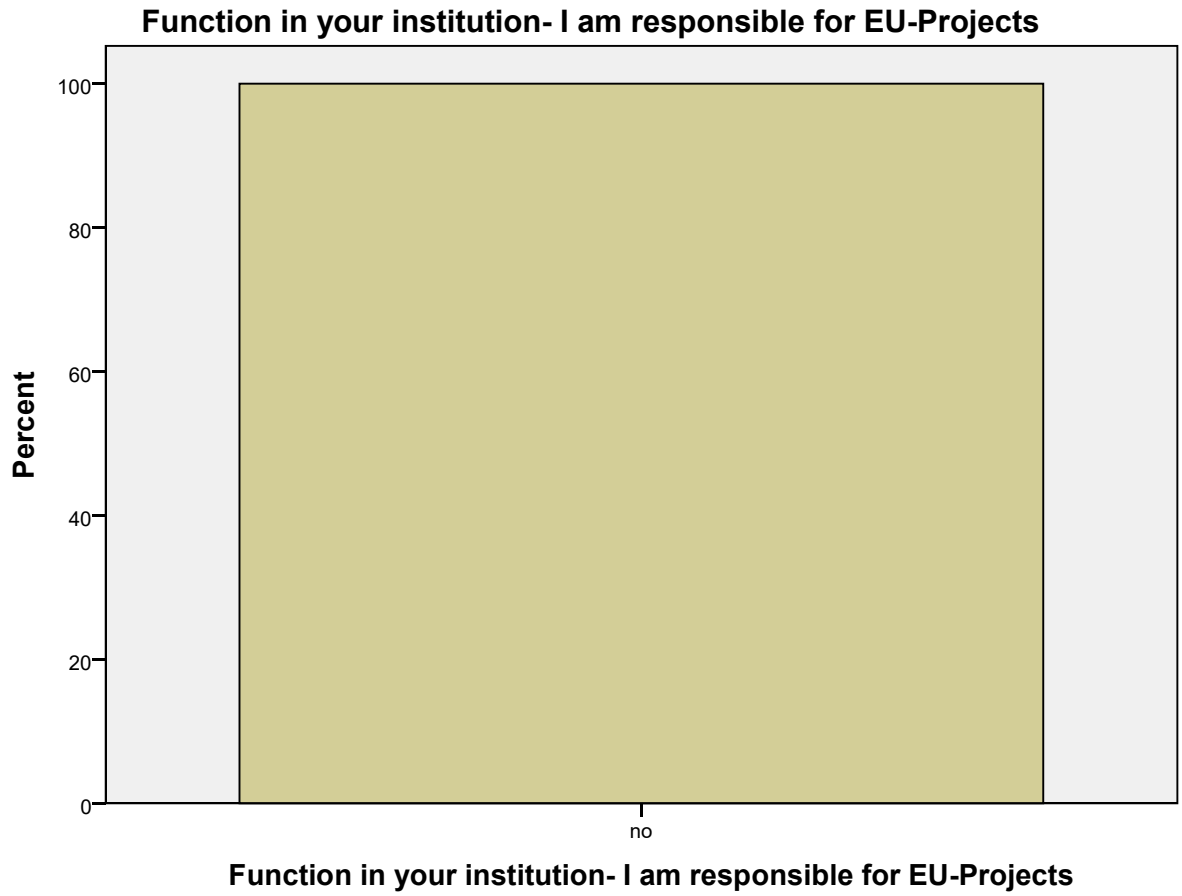 Function in your institution- I am responsible for EU-Projects
100
80
60
40
20
0
Percent
no
Function in your institution- I am responsible for EU-Projects